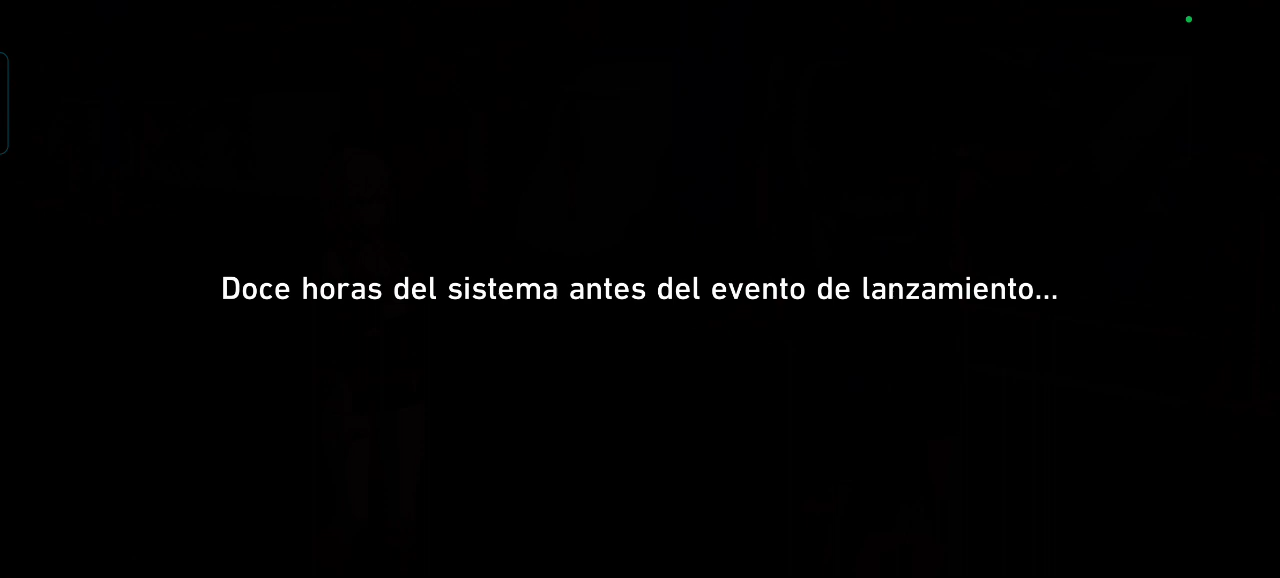 Doce horas del sistema antes del evento de lanzamiento...